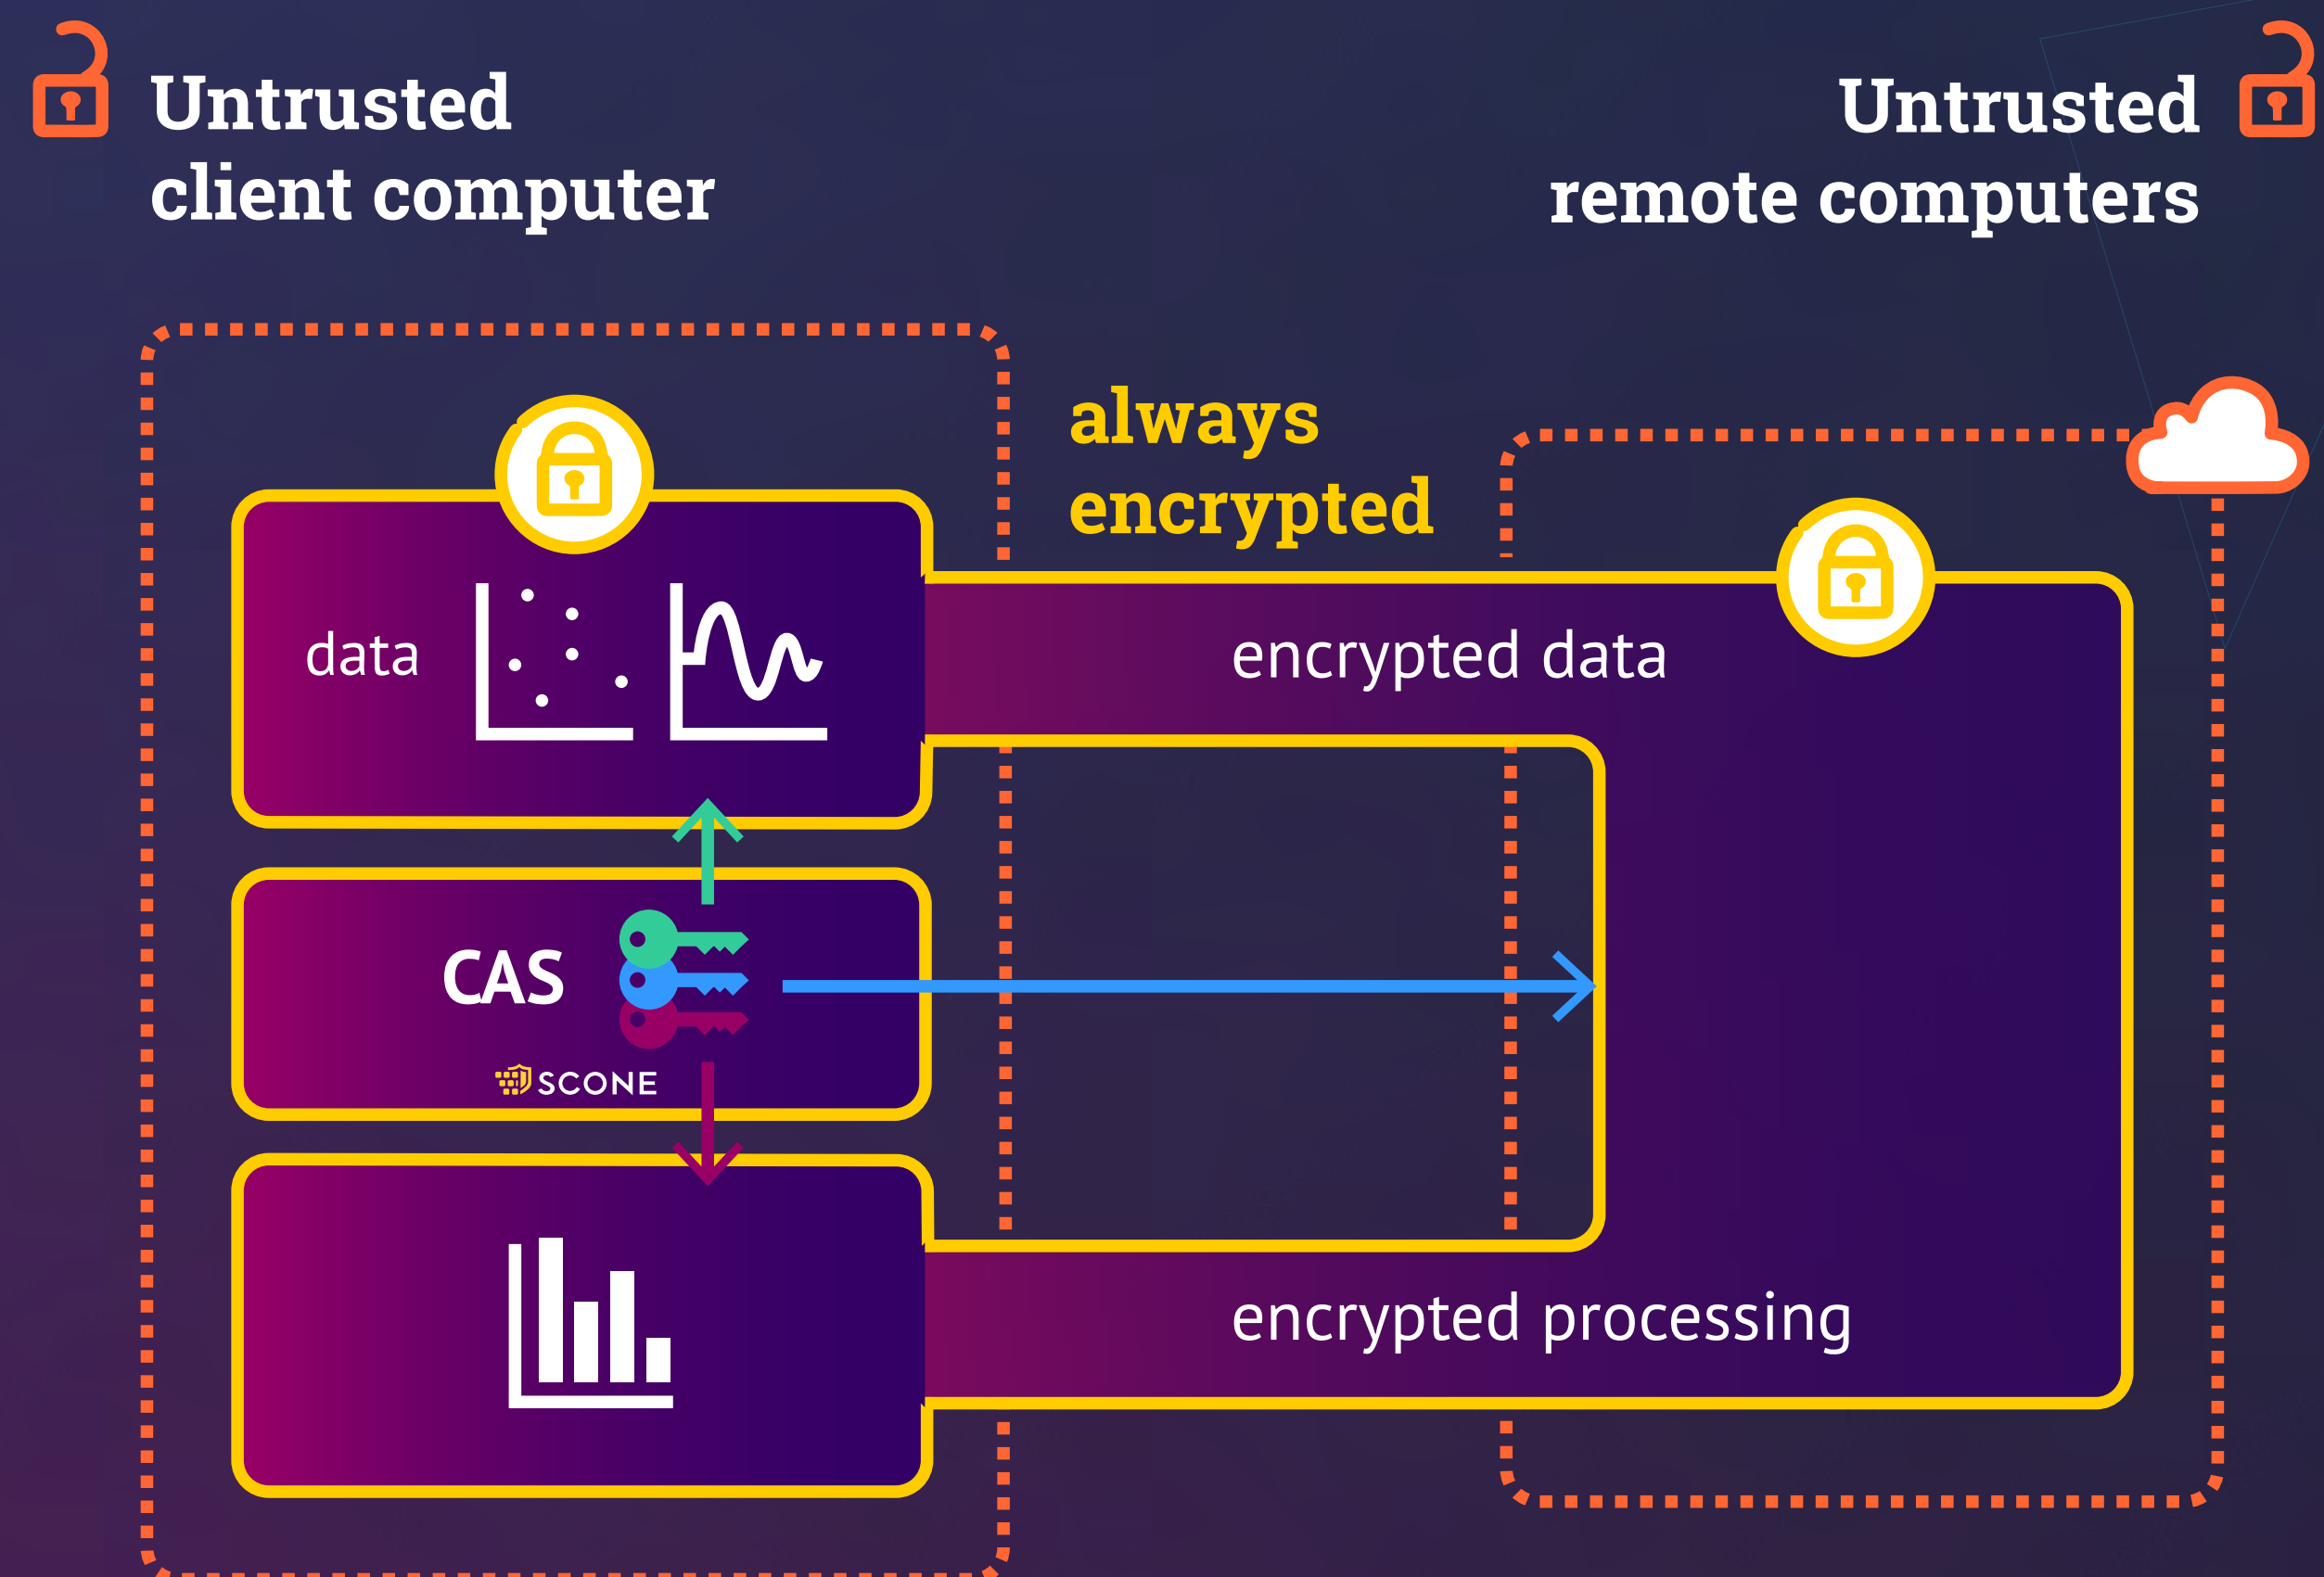 Untrusted
client computer
Untrusted
remote computers
always
encrypted
data
encrypted data
CAS
SCONE
encrypted processing